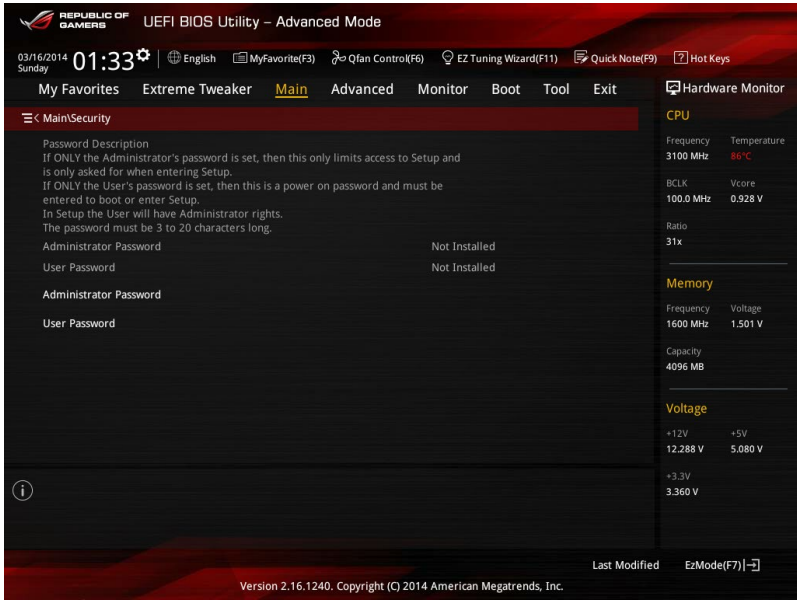 REPUBLIC OF
GAMERS
UEFI BIOS Utility – Advanced Mode
03/16/2014
Sunday
01:33
English
MyFavorite(F3)
Qfan Control(F6)
EZ Tuning Wizard(F11)
Quick Note(F9)
? Hot Keys
My Favorites
Extreme Tweaker
Main
Advanced
Monitor
Boot
Tool
Exit
Main\Security
Password Description
If ONLY the Administrator's password is set, then this only limits access to Setup and
is only asked for when entering Setup.
If ONLY the User's password is set, then this is a power on password and must be
entered to boot or enter Setup.
In Setup the User will have Administrator rights.
The password must be 3 to 20 characters long.
Administrator Password Not Installed
User Password Not Installed
Administrator Password
User Password
Hardware Monitor
CPU
Frequency Temperature
3100 MHz 86°C
BCLK Vcore
100.0 MHz 0.928 V
Ratio
31x
Memory
Frequency Voltage
1600 MHz 1.501 V
Capacity
4096 MB
Voltage
+12V +5V
12.288 V 5.080 V
+3.3V
3.360 V
Last Modified
EzMode(F7)
Version 2.16.1240. Copyright (C) 2014 American Megatrends, Inc.